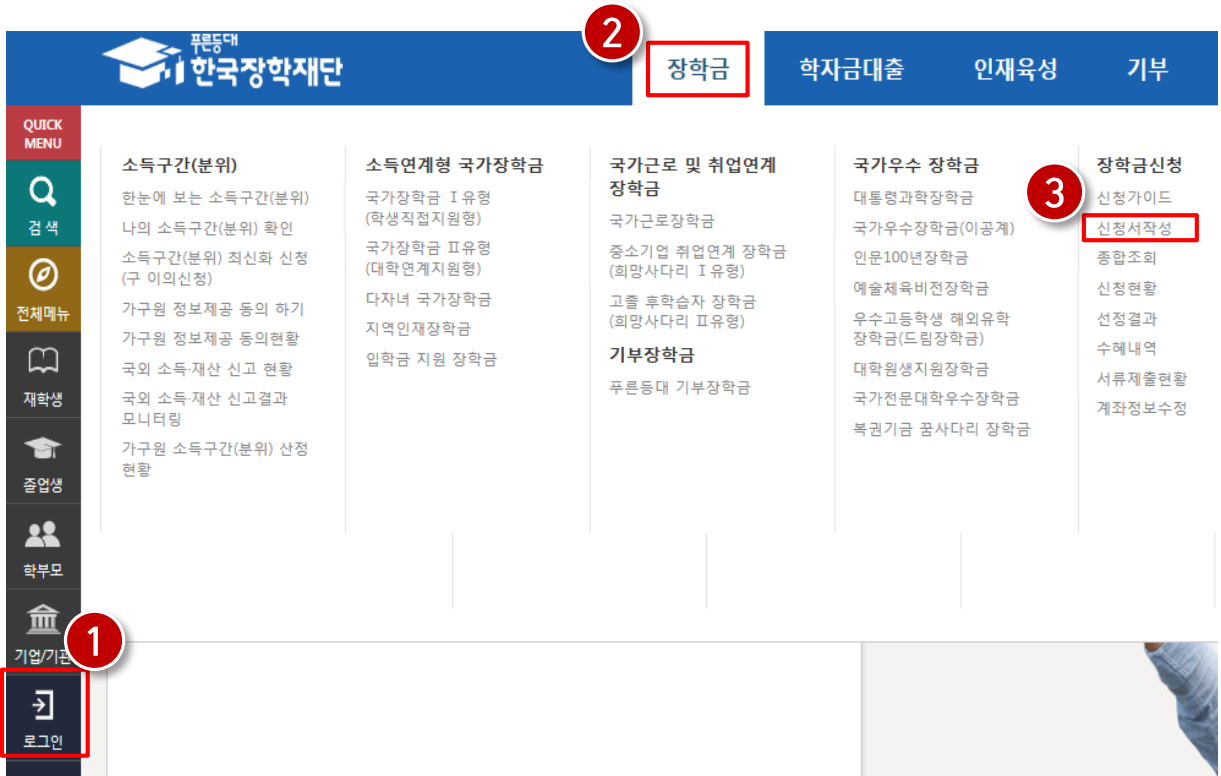 푸른등대
한국장학재단
2
장학금
학자금대출
인재육성
기부
QUICK
MENU
검색
전체메뉴
재학생
졸업생
학부모
기업/기관
1
로그인
소득구간(분위)
한눈에 보는 소득구간(분위)
나의 소득구간(분위) 확인
소득구간(분위) 최신화 신청
(구 이의신청)
가구원 정보제공 동의 하기
가구원 정보제공 동의현황
국외 소득·재산 신고 현황
국외 소득·재산 신고결과
모니터링
가구원 소득구간(분위) 산정
현황
소득연계형 국가장학금
국가장학금 Ⅰ유형
(학생직접지원형)
국가장학금 Ⅱ유형
(대학연계지원형)
다자녀 국가장학금
지역인재장학금
입학금 지원 장학금
국가근로 및 취업연계
장학금
국가근로장학금
중소기업 취업연계 장학금
(희망사다리 Ⅰ유형)
고졸 후학습자 장학금
(희망사다리 Ⅱ유형)
기부장학금
푸른등대 기부장학금
국가우수 장학금
대통령과학장학금
국가우수장학금(이공계)
인문100년장학금
예술체육비전장학금
우수고등학생 해외유학
장학금(드림장학금)
대학원생지원장학금
국가전문대학우수장학금
복권기금 꿈사다리 장학금
3
장학금신청
신청가이드
신청서작성
종합조회
신청현황
선정결과
수혜내역
서류제출현황
계좌정보수정